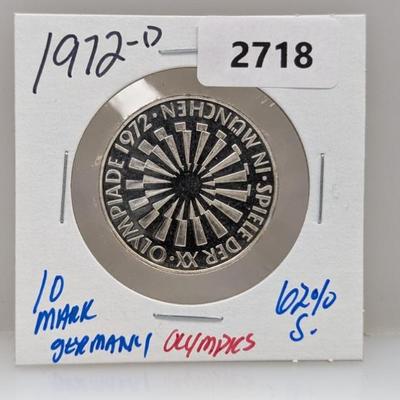 1972-D
2718
SPIELE DER XX. OLYMPIADE 1972 · IN MÜNCHEN
10
MARK
GERMANY
OLYMPICS
62%
S.